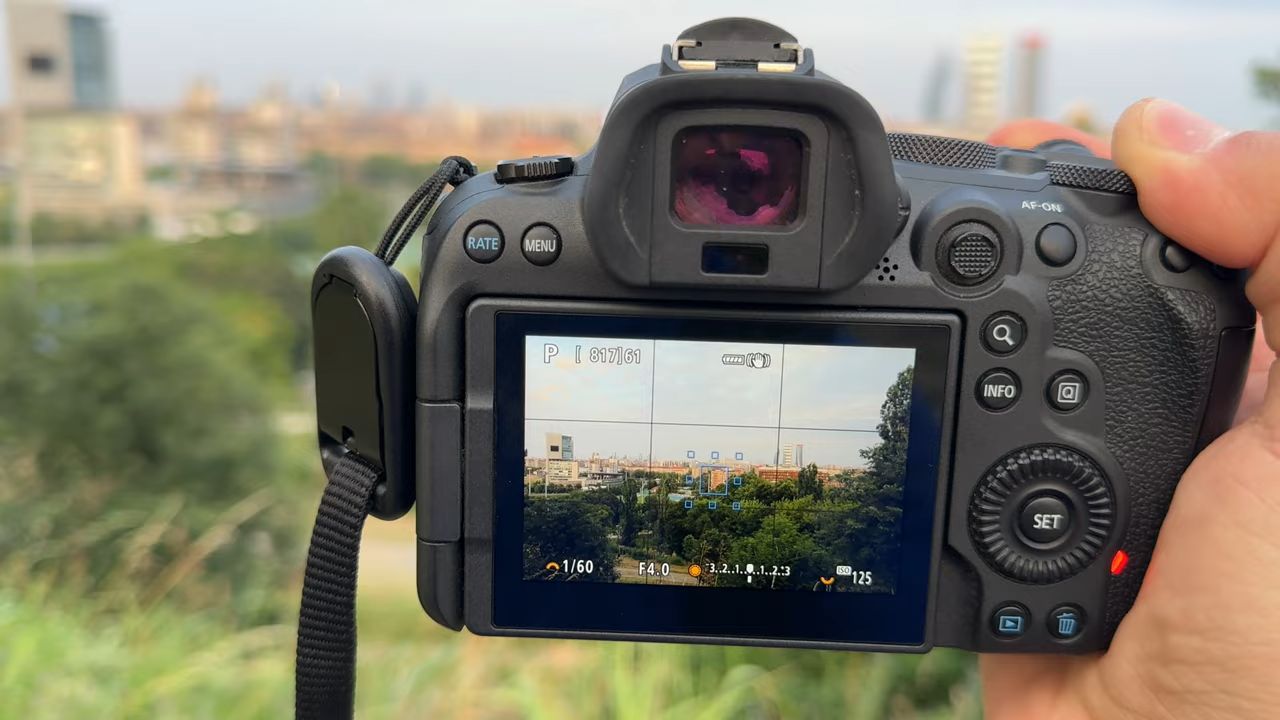 AF-ON
RATE
MENU
P [ 817]61
INFO
Q
SET
1/60 F4.0 -3..2..1..0..1..2.:3 ISO 125